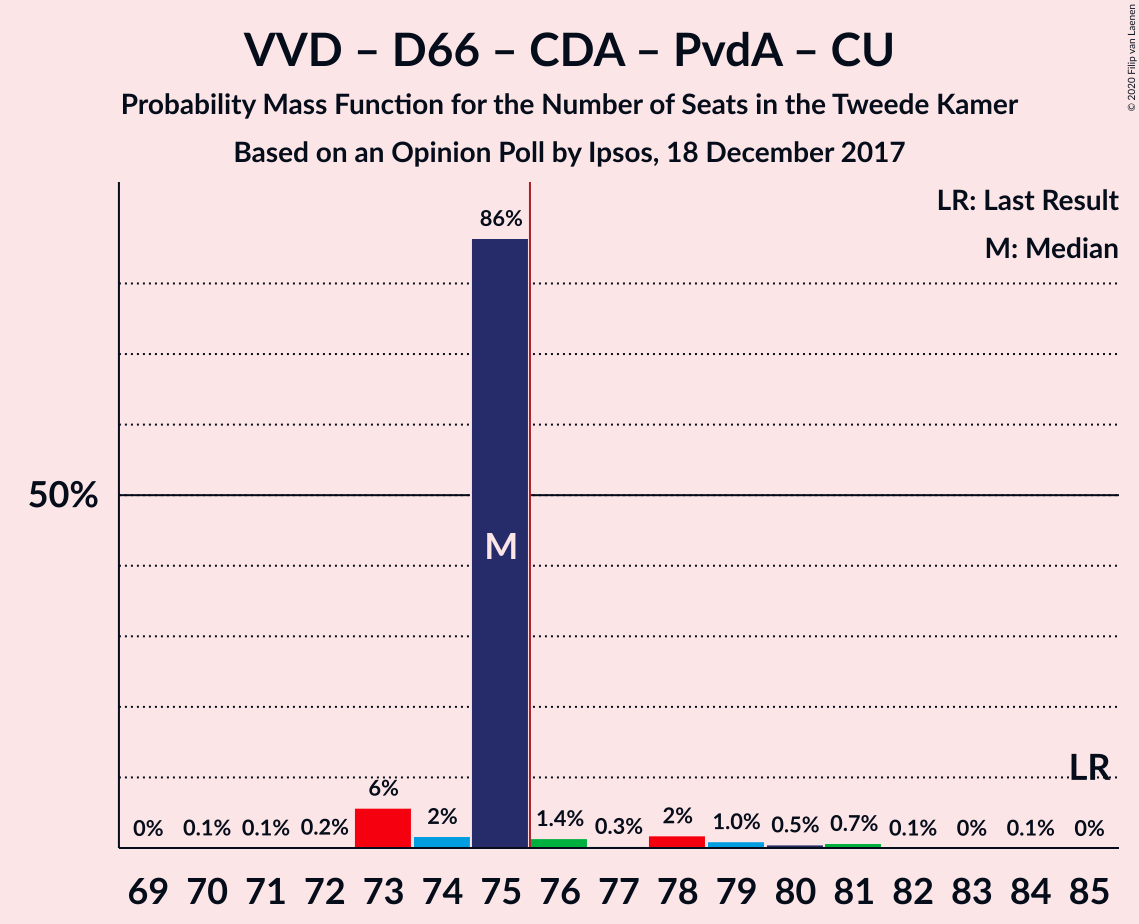 VVD – D66 – CDA – PvdA – CU
Probability Mass Function for the Number of Seats in the Tweede Kamer
Based on an Opinion Poll by Ipsos, 18 December 2017
© 2020 Filip van Laenen
LR: Last Result
M: Median
86%
50%
M
LR
0% 0.1% 0.1% 0.2% 6% 2% 1.4% 0.3% 2% 1.0% 0.5% 0.7% 0.1% 0% 0.1% 0%
69 70 71 72 73 74 75 76 77 78 79 80 81 82 83 84 85